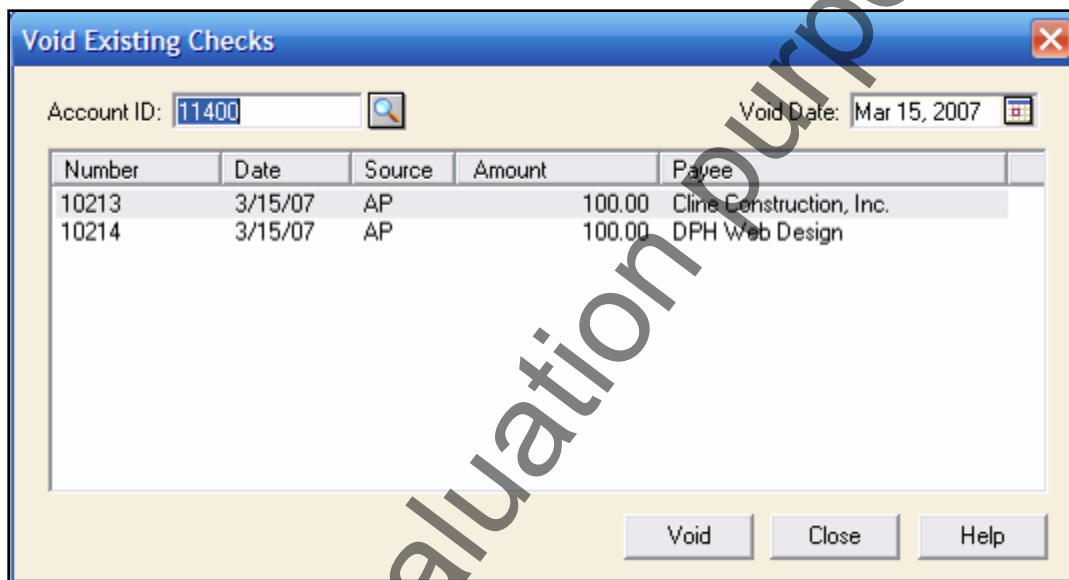 Void Existing Checks
Account ID: 11400 Void Date: Mar 15, 2007
Number Date Source Amount Payee
10213 3/15/07 AP 100.00 Cline Construction, Inc.
10214 3/15/07 AP 100.00 DPH Web Design
Void Close Help